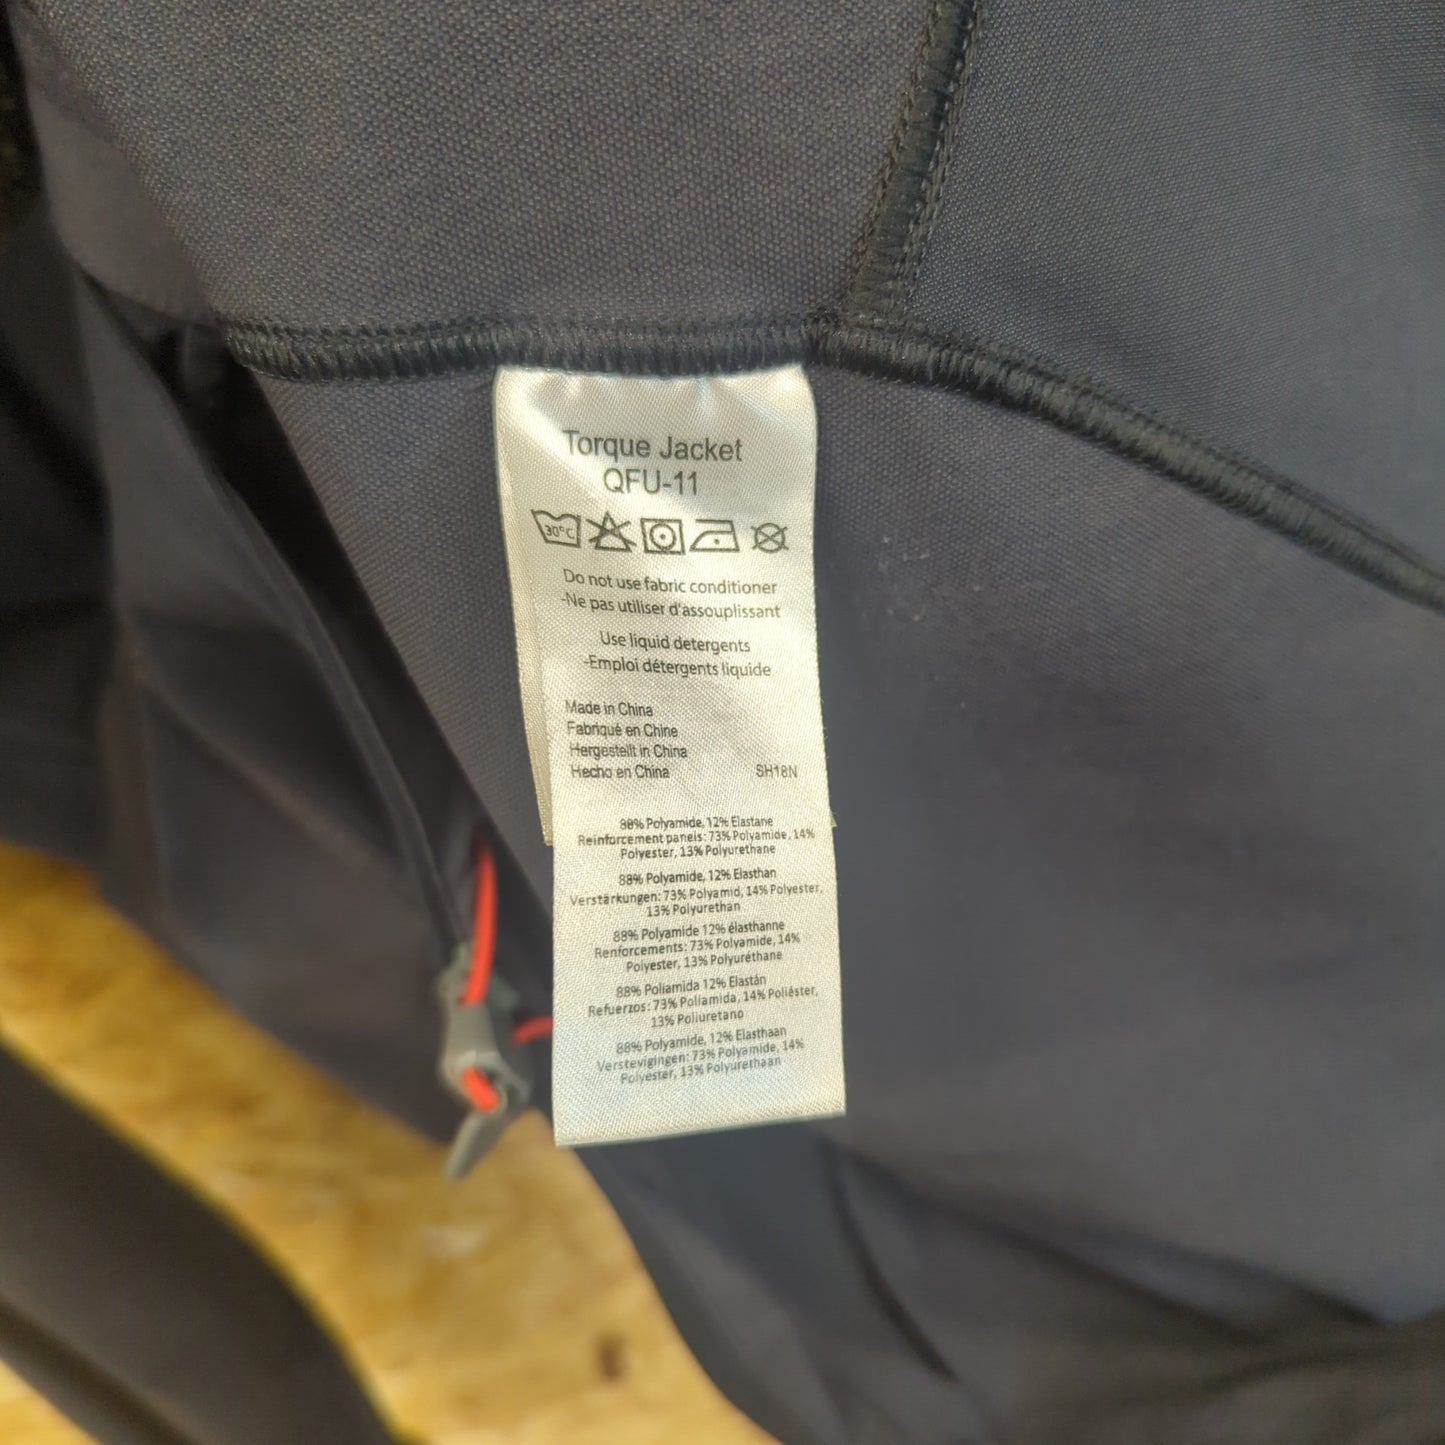 Torque Jacket
QFU-11
30°C
Do not use fabric conditioner
-Ne pas utiliser d'assouplissant
Use liquid detergents
-Emploi détergents liquide
Made in China
Fabriqué en Chine
Hergestellt in China
Hecho en China SH18N
88% Polyamide, 12% Elastane
Reinforcement panels: 73% Polyamide, 14%
Polyester, 13% Polyurethane
88% Polyamide, 12% Elasthan
Verstärkungen: 73% Polyamid, 14% Polyester,
13% Polyurethan
88% Polyamide 12% élasthanne
Renforcements: 73% Polyamide, 14%
Polyester, 13% Polyuréthane
88% Poliamida 12% Elastán
Refuerzos: 73% Poliamida, 14% Poliéster,
13% Poliuretano
88% Polyamide, 12% Elasthaan
Verstevigingen: 73% Polyamide, 14%
Polyester, 13% Polyurethaan